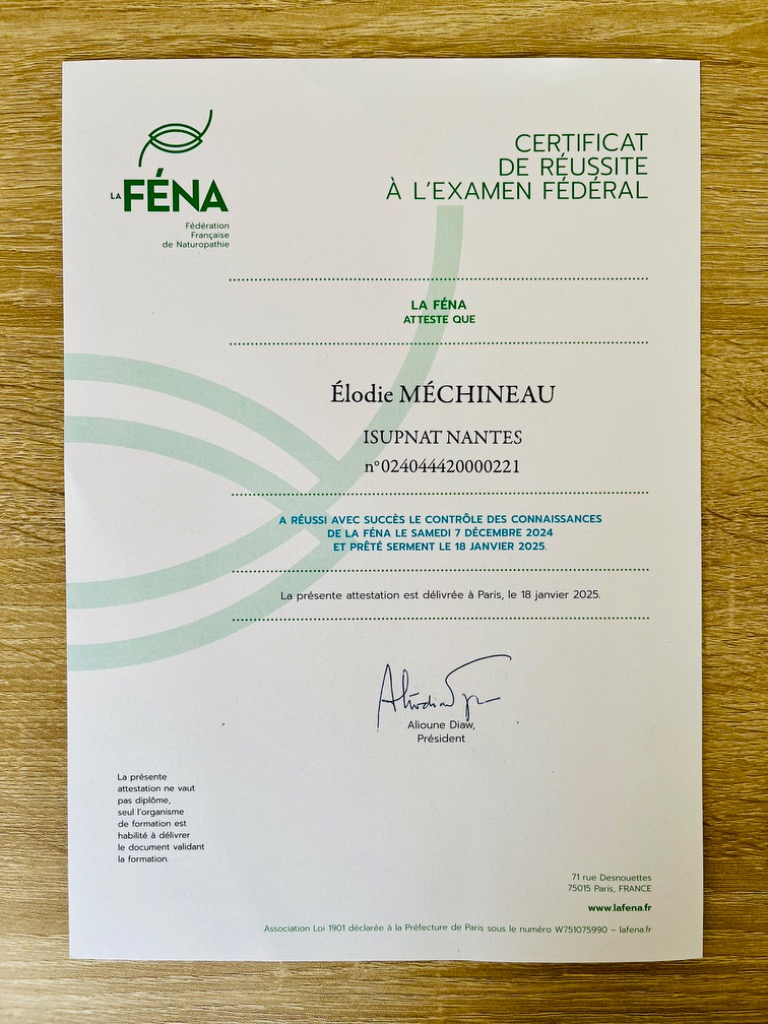 LA FÉNA
Fédération
Française
de Naturopathie
CERTIFICAT
DE RÉUSSITE
À L'EXAMEN FÉDÉRAL
LA FÉNA
ATTESTE QUE
Élodie MÉCHINEAU
ISUPNAT NANTES
n°024044420000221
A RÉUSSI AVEC SUCCÈS LE CONTRÔLE DES CONNAISSANCES
DE LA FÉNA LE SAMEDI 7 DÉCEMBRE 2024
ET PRÊTÉ SERMENT LE 18 JANVIER 2025.
La présente attestation est délivrée à Paris, le 18 janvier 2025.
Alioune Diaw,
Président
La présente
attestation ne vaut
pas diplôme,
seul l'organisme
de formation est
habilité à délivrer
le document validant
la formation.
71 rue Desnouettes
75015 Paris, FRANCE
www.lafena.fr
Association Loi 1901 déclarée à la Préfecture de Paris sous le numéro W751075990 – lafena.fr